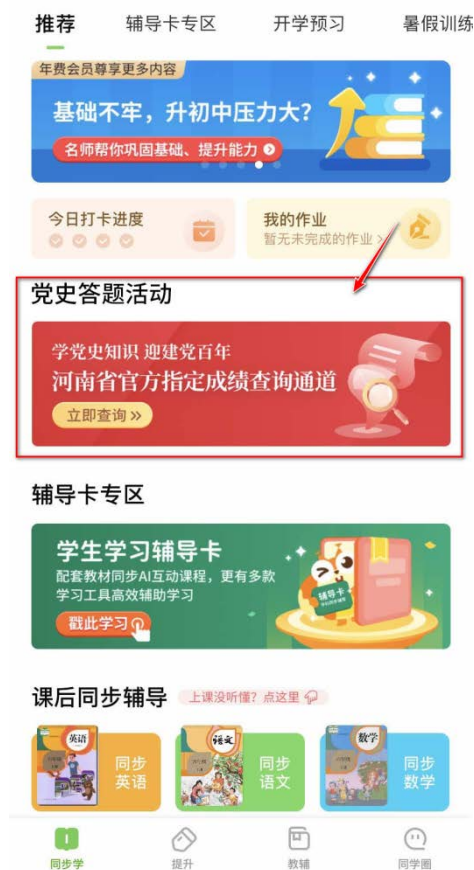 推荐 辅导卡专区 开学预习 暑假训练
年费会员尊享更多内容
基础不牢，升初中压力大？
名师帮你巩固基础、提升能力
今日打卡进度 我的作业
暂无未完成的作业 >
党史答题活动
学党史知识 迎建党百年
河南省官方指定成绩查询通道
立即查询 »
辅导卡专区
学生学习辅导卡
配套教材同步AI互动课程，更有多款
学习工具高效辅助学习
辅导卡
戳此学习
课后同步辅导 上课没听懂？点这里
英语 语文 数学
同步 同步 同步
英语 语文 数学
同步学 提升 教辅 同学圈